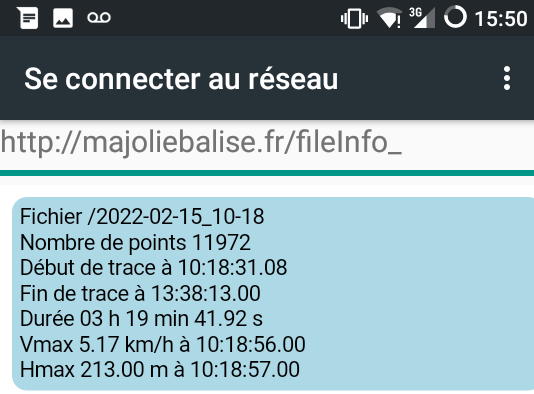 3G 15:50
Se connecter au réseau
http://majoliebalise.fr/fileInfo_
Fichier /2022-02-15_10-18
Nombre de points 11972
Début de trace à 10:18:31.08
Fin de trace à 13:38:13.00
Durée 03 h 19 min 41.92 s
Vmax 5.17 km/h à 10:18:56.00
Hmax 213.00 m à 10:18:57.00